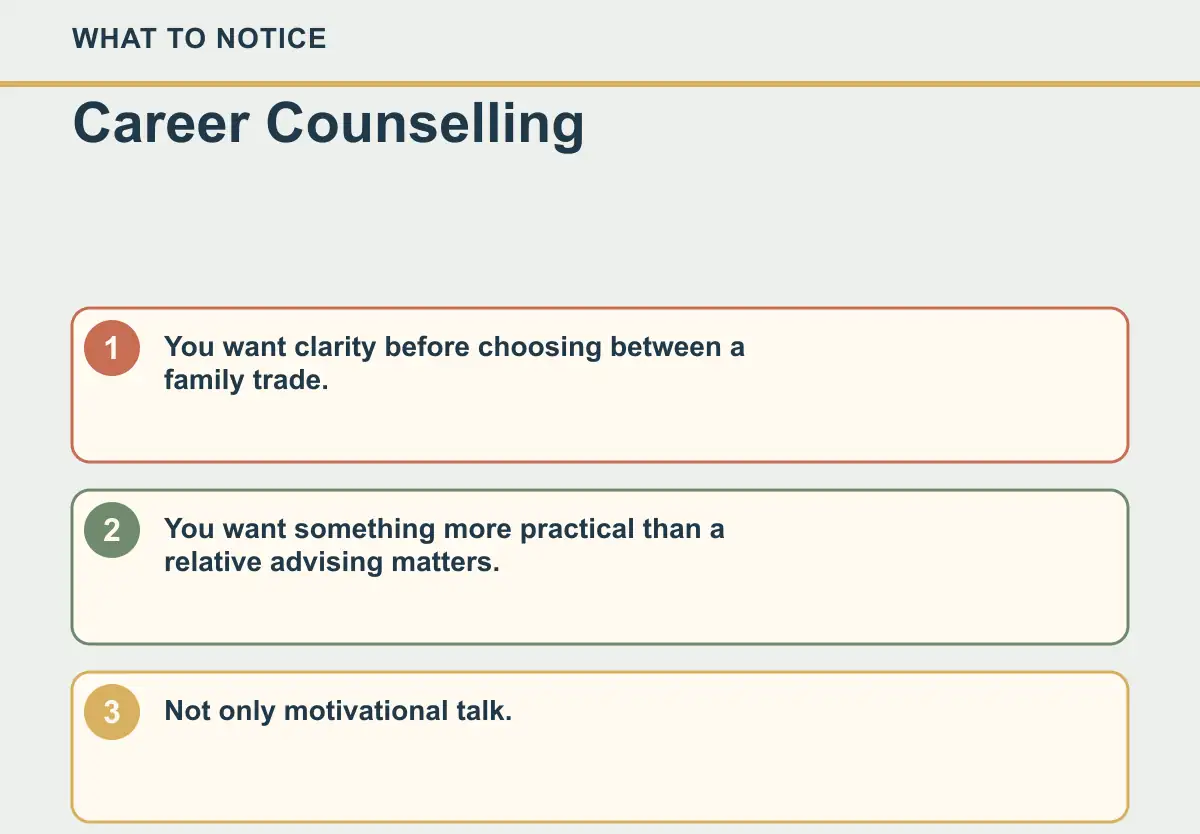 WHAT TO NOTICE
Career Counselling
1
You want clarity before choosing between a
family trade.
2
You want something more practical than a
relative advising matters.
3
Not only motivational talk.